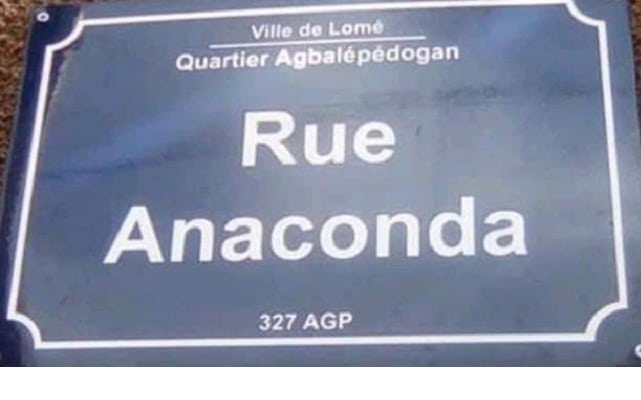 Ville de Lomé
Quartier Agbalépédogan
Rue
Anaconda
327 AGP